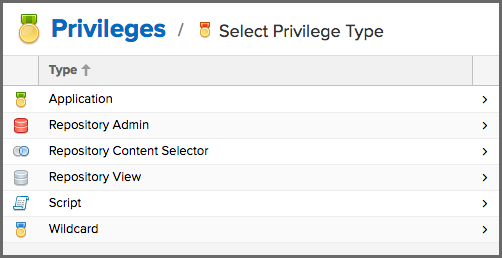 Privileges / Select Privilege Type
Type ↑
Application
Repository Admin
Repository Content Selector
Repository View
Script
Wildcard